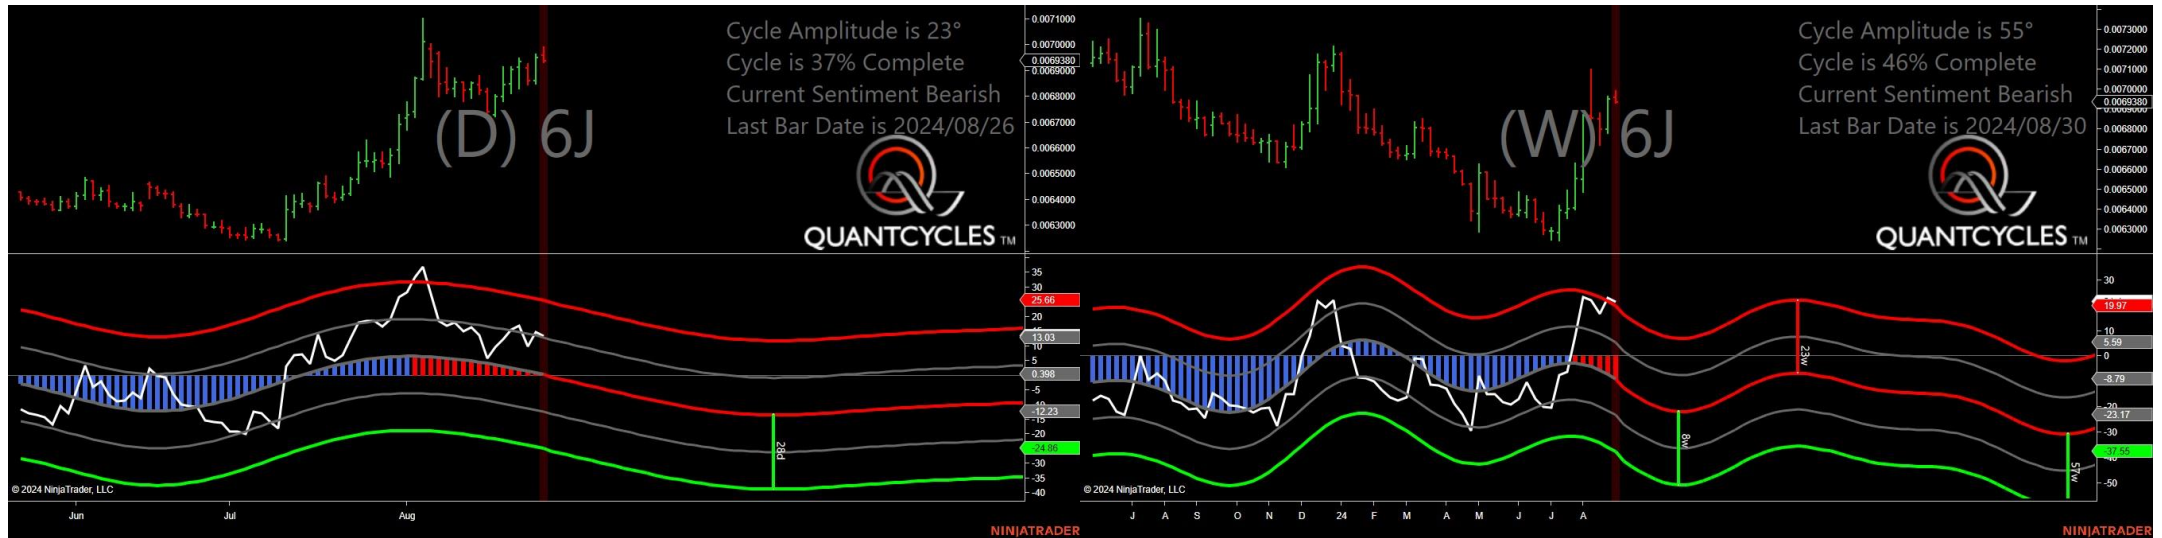 Cycle Amplitude is 23°
Cycle is 37% Complete
Current Sentiment Bearish
Last Bar Date is 2024/08/26
(D) 6J
QUANTCYCLES TM
0.0071000
0.0070000
0.0069380
0.0069000
0.0068000
0.0067000
0.0066000
0.0065000
0.0064000
0.0063000
35
30
25.66
20
13.03
10
5
0.398
-5
-12.23
-15
-20
-24.86
-30
-35
-40
28d
© 2024 NinjaTrader, LLC
Jun Jul Aug
NINJATRADER
Cycle Amplitude is 55°
Cycle is 46% Complete
Current Sentiment Bearish
Last Bar Date is 2024/08/30
(W) 6J
QUANTCYCLES TM
0.0073000
0.0072000
0.0071000
0.0070000
0.0069380
0.0068000
0.0067000
0.0066000
0.0065000
0.0064000
0.0063000
30
19.97
10
5.59
0
-8.79
-20
-23.17
-30
-37.55
-50
23w
8w
57w
© 2024 NinjaTrader, LLC
J A S O N D 24 F M A M J J A
NINJATRADER